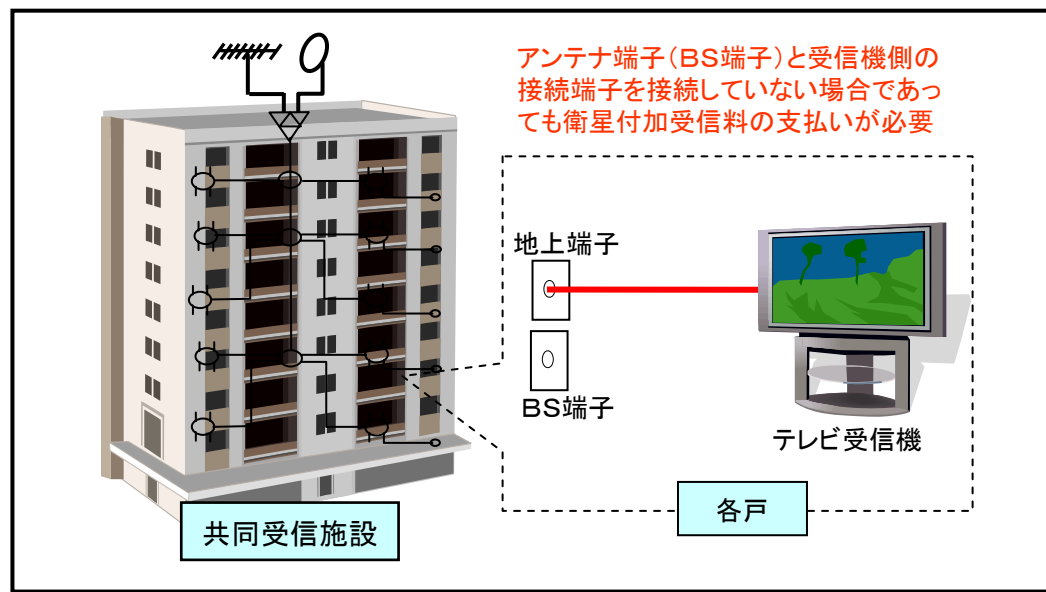 アンテナ端子(BS端子)と受信機側の
接続端子を接続していない場合であっ
ても衛星付加受信料の支払いが必要
地上端子
BS端子
テレビ受信機
各戸
共同受信施設